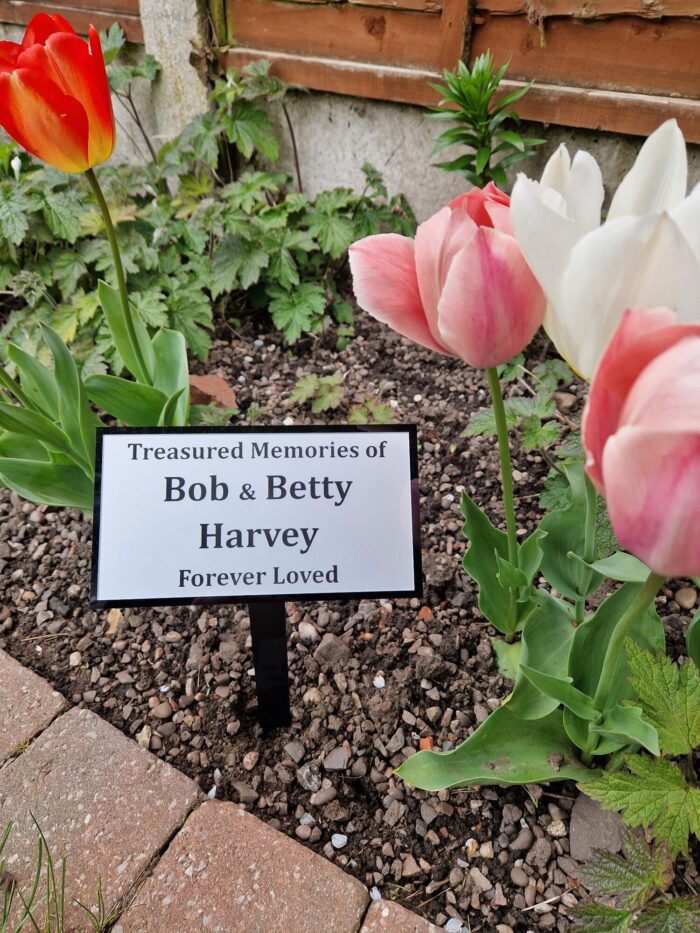 Treasured Memories of
Bob & Betty
Harvey
Forever Loved